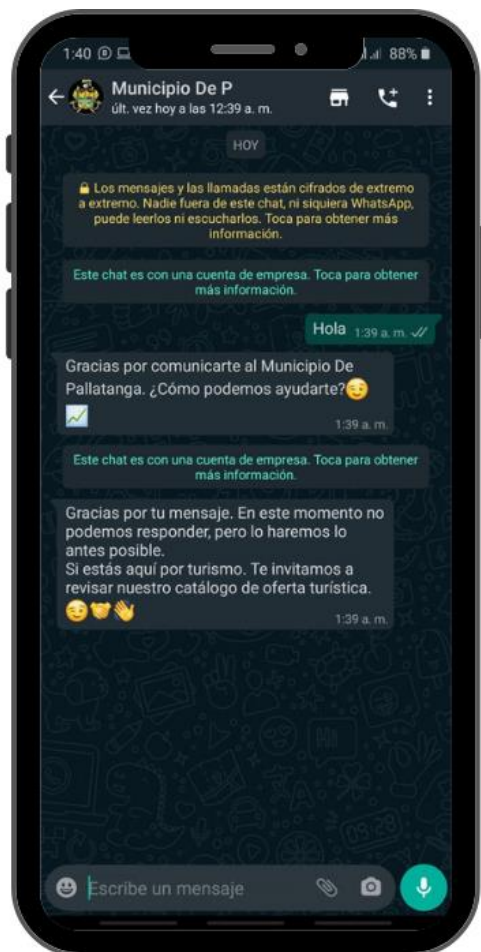 1:40 88%
Municipio De P
últ. vez hoy a las 12:39 a. m.
HOY
Los mensajes y las llamadas están cifrados de extremo
a extremo. Nadie fuera de este chat, ni siquiera WhatsApp,
puede leerlos ni escucharlos. Toca para obtener más
información.
Este chat es con una cuenta de empresa. Toca para obtener
más información.
Hola 1:39 a. m.
Gracias por comunicarte al Municipio De
Pallatanga. ¿Cómo podemos ayudarte?😉
💹
1:39 a. m.
Este chat es con una cuenta de empresa. Toca para obtener
más información.
Gracias por tu mensaje. En este momento no
podemos responder, pero lo haremos lo
antes posible.
Si estás aquí por turismo. Te invitamos a
revisar nuestro catálogo de oferta turística.
😉🤝👋
1:39 a. m.
Escribe un mensaje